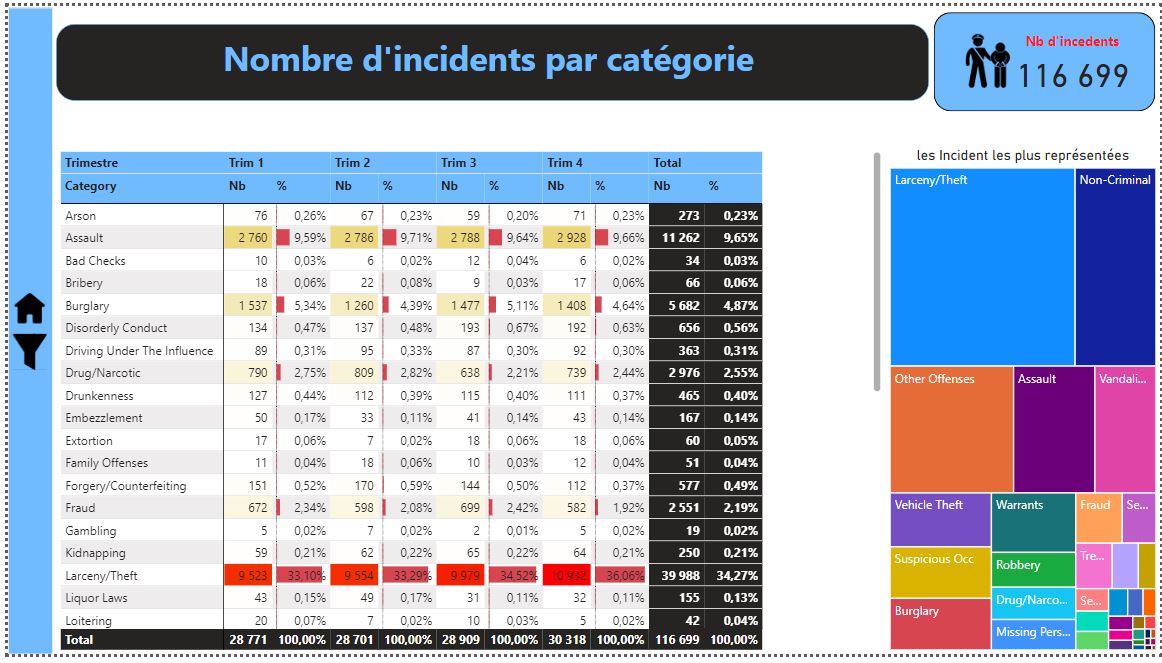 Nombre d'incidents par catégorie
Nb d'incedents
116 699
Trimestre Trim 1 Trim 2 Trim 3 Trim 4 Total
Category Nb % Nb % Nb % Nb % Nb %
Arson 76 0,26% 67 0,23% 59 0,20% 71 0,23% 273 0,23%
Assault 2 760 9,59% 2 786 9,71% 2 788 9,64% 2 928 9,66% 11 262 9,65%
Bad Checks 10 0,03% 6 0,02% 12 0,04% 6 0,02% 34 0,03%
Bribery 18 0,06% 22 0,08% 9 0,03% 17 0,06% 66 0,06%
Burglary 1 537 5,34% 1 260 4,39% 1 477 5,11% 1 408 4,64% 5 682 4,87%
Disorderly Conduct 134 0,47% 137 0,48% 193 0,67% 192 0,63% 656 0,56%
Driving Under The Influence 89 0,31% 95 0,33% 87 0,30% 92 0,30% 363 0,31%
Drug/Narcotic 790 2,75% 809 2,82% 638 2,21% 739 2,44% 2 976 2,55%
Drunkenness 127 0,44% 112 0,39% 115 0,40% 111 0,37% 465 0,40%
Embezzlement 50 0,17% 33 0,11% 41 0,14% 43 0,14% 167 0,14%
Extortion 17 0,06% 7 0,02% 18 0,06% 18 0,06% 60 0,05%
Family Offenses 11 0,04% 18 0,06% 10 0,03% 12 0,04% 51 0,04%
Forgery/Counterfeiting 151 0,52% 170 0,59% 144 0,50% 112 0,37% 577 0,49%
Fraud 672 2,34% 598 2,08% 699 2,42% 582 1,92% 2 551 2,19%
Gambling 5 0,02% 7 0,02% 2 0,01% 5 0,02% 19 0,02%
Kidnapping 59 0,21% 62 0,22% 65 0,22% 64 0,21% 250 0,21%
Larceny/Theft 9 523 33,10% 9 554 33,29% 9 979 34,52% 10 932 36,06% 39 988 34,27%
Liquor Laws 43 0,15% 49 0,17% 31 0,11% 32 0,11% 155 0,13%
Loitering 20 0,07% 7 0,02% 10 0,03% 5 0,02% 42 0,04%
Total 28 771 100,00% 28 701 100,00% 28 909 100,00% 30 318 100,00% 116 699 100,00%
les Incident les plus représentées
Larceny/Theft Non-Criminal
Other Offenses Assault Vandali...
Vehicle Theft Warrants Fraud Se...
Suspicious Occ Robbery Tre...
Burglary Drug/Narco... Se...
Missing Pers...